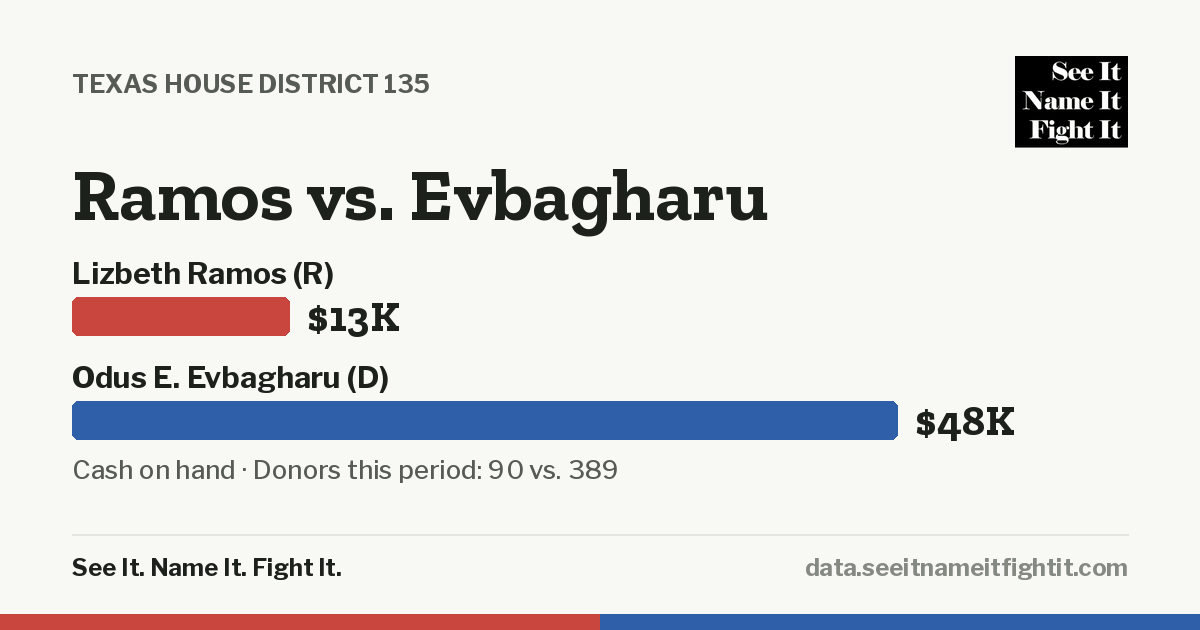 TEXAS HOUSE DISTRICT 135
See It
Name It
Fight It
Ramos vs. Evbagharu
Lizbeth Ramos (R)
$13K
Odus E. Evbagharu (D)
$48K
Cash on hand · Donors this period: 90 vs. 389
See It. Name It. Fight It.
data.seeitnameitfightit.com